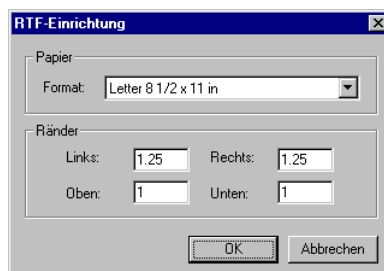 RTF-Einrichtung
Papier
Format: Letter 8 1/2 x 11 in
Ränder
Links: 1.25 Rechts: 1.25
Oben: 1 Unten: 1
OK Abbrechen